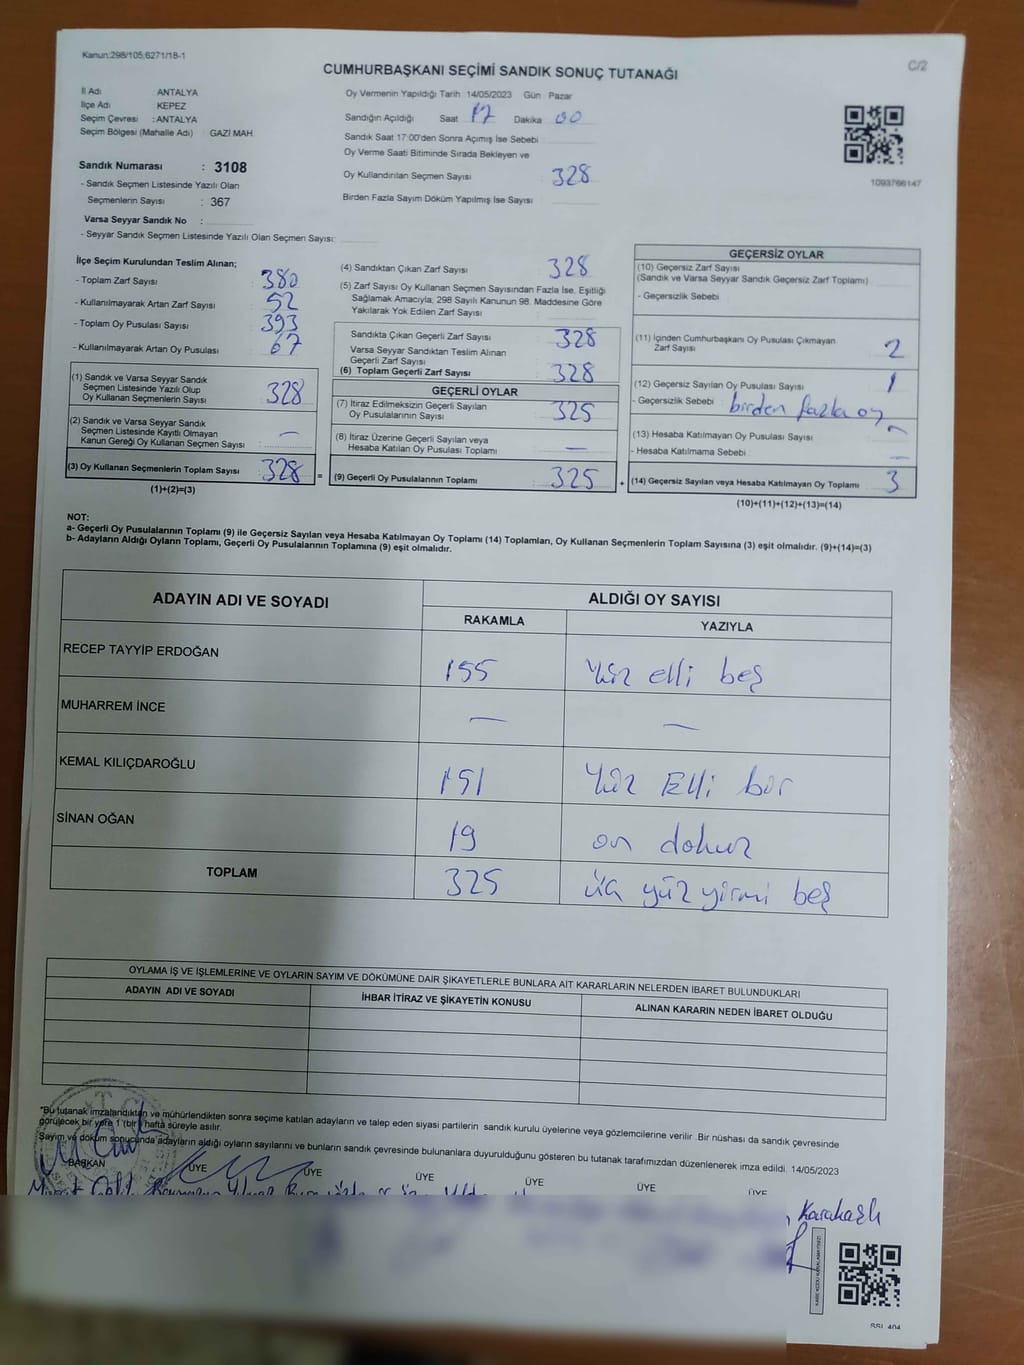 Kanun:298/105;6271/18-1
C/2
CUMHURBAŞKANI SEÇİMİ SANDIK SONUÇ TUTANAĞI
İl Adı ANTALYA
İlçe Adı KEPEZ
Seçim Çevresi : ANTALYA
Seçim Bölgesi (Mahalle Adı) : GAZİ MAH
Sandık Numarası : 3108
- Sandık Seçmen Listesinde Yazılı Olan
Seçmenlerin Sayısı : 367
Varsa Seyyar Sandık No :
- Seyyar Sandık Seçmen Listesinde Yazılı Olan Seçmen Sayısı:
Oy Vermenin Yapıldığı Tarih 14/05/2023 Gün Pazar
Sandığın Açıldığı Saat 17 Dakika 00
Sandık Saat 17:00'den Sonra Açımış İse Sebebi
Oy Verme Saati Bitiminde Sırada Bekleyen ve
Oy Kullandırılan Seçmen Sayısı 328
Birden Fazla Sayım Döküm Yapılmış İse Sayısı
1093766147
İlçe Seçim Kurulundan Teslim Alınan;
- Toplam Zarf Sayısı 380
- Kullanılmayarak Artan Zarf Sayısı 52
- Toplam Oy Pusulası Sayısı 393
- Kullanılmayarak Artan Oy Pusulası 67
(1) Sandık ve Varsa Seyyar Sandık
Seçmen Listesinde Yazılı Olup
Oy Kullanan Seçmenlerin Sayısı 328
(2) Sandık ve Varsa Seyyar Sandık
Seçmen Listesinde Kayıtlı Olmayan
Kanun Gereği Oy Kullanan Seçmen Sayısı —
(3) Oy Kullanan Seçmenlerin Toplam Sayısı : 328 =
(1)+(2)=(3)
(4) Sandıktan Çıkan Zarf Sayısı 328
(5) Zarf Sayısı Oy Kullanan Seçmen Sayısından Fazla İse, Eşitliği
Sağlamak Amacıyla; 298 Sayılı Kanunun 98. Maddesine Göre
Yakılarak Yok Edilen Zarf Sayısı
Sandıkta Çıkan Geçerli Zarf Sayısı 328
Varsa Seyyar Sandıktan Teslim Alınan
Geçerli Zarf Sayısı
(6) Toplam Geçerli Zarf Sayısı 328
GEÇERLİ OYLAR
(7) İtiraz Edilmeksizin Geçerli Sayılan
Oy Pusulalarının Sayısı 325
(8) İtiraz Üzerine Geçerli Sayılan veya
Hesaba Katılan Oy Pusulası Toplamı —
(9) Geçerli Oy Pusulalarının Toplamı : 325 +
GEÇERSİZ OYLAR
(10) Geçersiz Zarf Sayısı
(Sandık ve Varsa Seyyar Sandık Geçersiz Zarf Toplamı)
- Geçersizlik Sebebi
(11) İçinden Cumhurbaşkanı Oy Pusulası Çıkmayan
Zarf Sayısı 2
(12) Geçersiz Sayılan Oy Pusulası Sayısı 1
- Geçersizlik Sebebi birden fazla oy
(13) Hesaba Katılmayan Oy Pusulası Sayısı —
- Hesaba Katılmama Sebebi —
(14) Geçersiz Sayılan veya Hesaba Katılmayan Oy Toplamı 3
(10)+(11)+(12)+(13)=(14)
NOT:
a- Geçerli Oy Pusulalarının Toplamı (9) ile Geçersiz Sayılan veya Hesaba Katılmayan Oy Toplamı (14) Toplamları, Oy Kullanan Seçmenlerin Toplam Sayısına (3) eşit olmalıdır. (9)+(14)=(3)
b- Adayların Aldığı Oyların Toplamı, Geçerli Oy Pusulalarının Toplamına (9) eşit olmalıdır.
ADAYIN ADI VE SOYADI ALDIĞI OY SAYISI
RAKAMLA YAZIYLA
RECEP TAYYİP ERDOĞAN 155 Yüz elli beş
MUHARREM İNCE — —
KEMAL KILIÇDAROĞLU 151 Yüz Elli bir
SİNAN OĞAN 19 on dokuz
TOPLAM 325 üç yüz yirmi beş
OYLAMA İŞ VE İŞLEMLERİNE VE OYLARIN SAYIM VE DÖKÜMÜNE DAİR ŞİKAYETLERLE BUNLARA AİT KARARLARIN NELERDEN İBARET BULUNDUKLARI
ADAYIN ADI VE SOYADI İHBAR İTİRAZ VE ŞİKAYETİN KONUSU ALINAN KARARIN NEDEN İBARET OLDUĞU
"Bu tutanak imzalandıktan ve mühürlendikten sonra seçime katılan adayların ve talep eden siyasi partilerin sandık kurulu üyelerine veya gözlemcilerine verilir .Bir nüshası da sandık çevresinde
görülecek bir yere 1 (bir) hafta süreyle asılır.
Sayım ve döküm sonucunda adayların aldığı oyların sayılarını ve bunların sandık çevresinde bulunanlara duyurulduğunu gösteren bu tutanak tarafımızdan düzenlenerek imza edildi. 14/05/2023
BAŞKAN ÜYE ÜYE ÜYE ÜYE ÜYE ÜYE
Karakaşlı
SSI 404